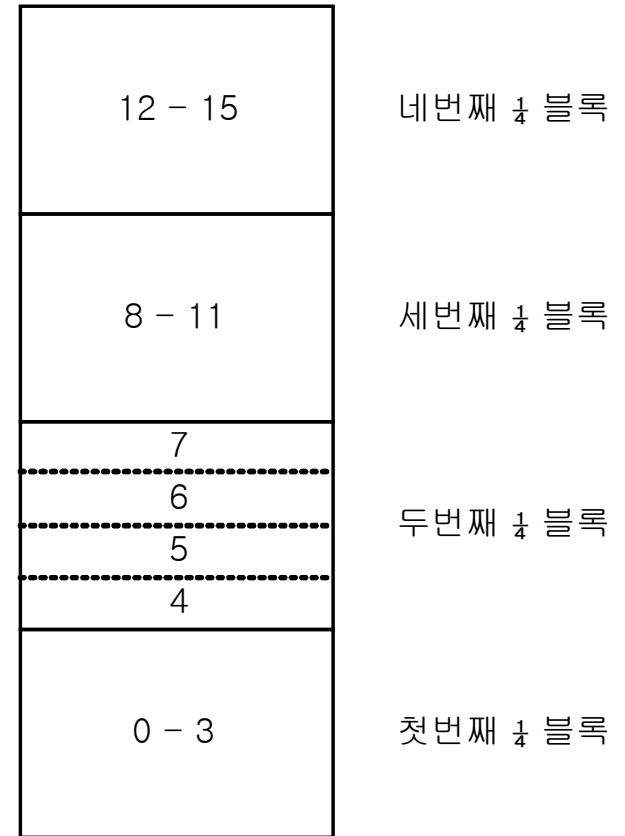 12 - 15 네번째 ¼ 블록
8 - 11 세번째 ¼ 블록
7
6
두번째 ¼ 블록
5
4
0 - 3 첫번째 ¼ 블록